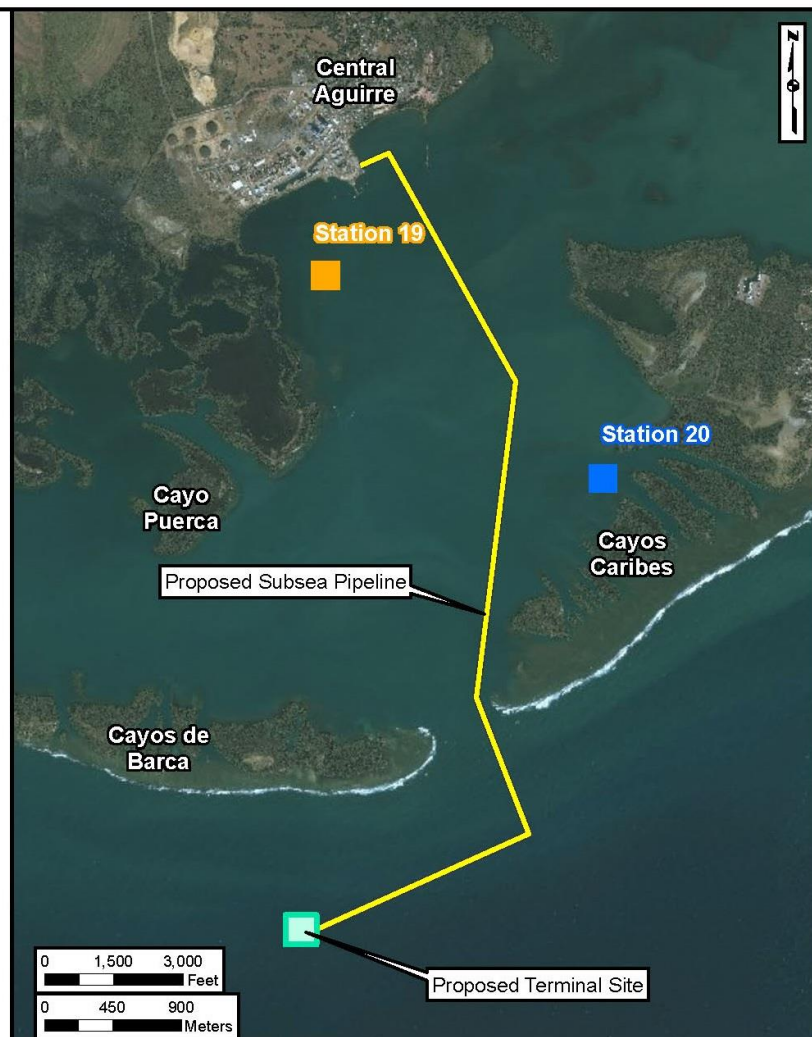 N
Central
Aguirre
Station 19
Station 20
Cayo
Puerca
Cayos
Caribes
Proposed Subsea Pipeline
Cayos de
Barca
0 1,500 3,000
Feet
0 450 900
Meters
Proposed Terminal Site